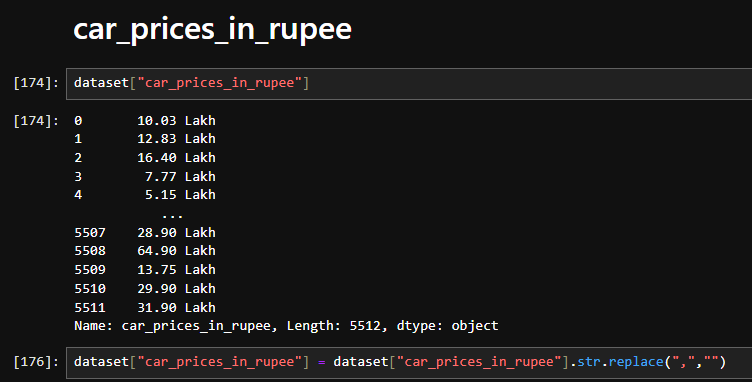 car_prices_in_rupee
[174]: dataset["car_prices_in_rupee"]
[174]: 0       10.03 Lakh
1       12.83 Lakh
2       16.40 Lakh
3        7.77 Lakh
4        5.15 Lakh
...
5507    28.90 Lakh
5508    64.90 Lakh
5509    13.75 Lakh
5510    29.90 Lakh
5511    31.90 Lakh
Name: car_prices_in_rupee, Length: 5512, dtype: object
[176]: dataset["car_prices_in_rupee"] = dataset["car_prices_in_rupee"].str.replace(",","")